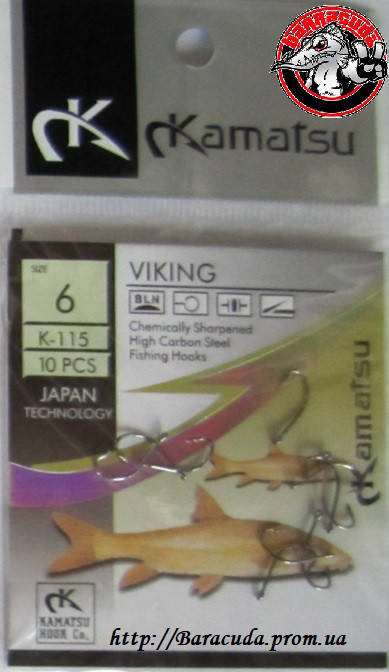 barracuda
Kamatsu
SIZE
6
K-115
10 PCS
JAPAN
TECHNOLOGY
VIKING
BLN
Chemically Sharpened
High Carbon Steel
Fishing Hooks
Kamatsu
KAMATSU
HOOK Co.
http://Baracuda.prom.ua